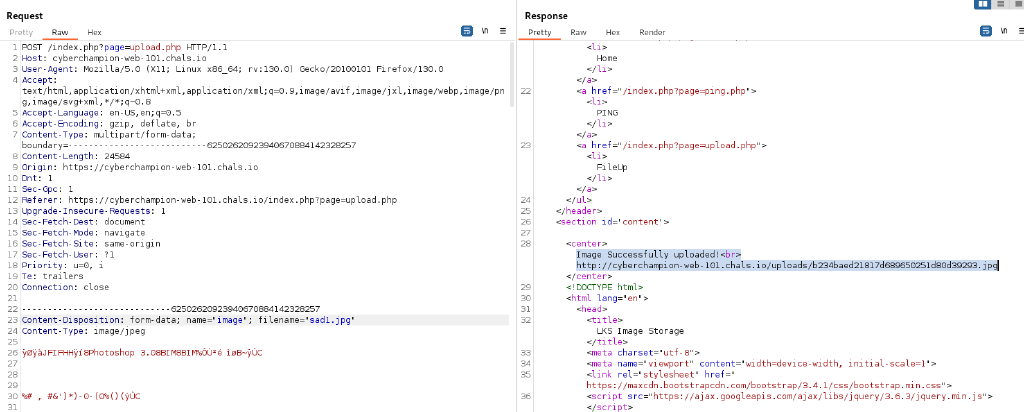 Request
Response
Pretty Raw Hex
Pretty Raw Hex Render
1 POST /index.php?page=upload.php HTTP/1.1
2 Host: cyberchampion-web-101.chals.io
3 User-Agent: Mozilla/5.0 (X11; Linux x86_64; rv:130.0) Gecko/20100101 Firefox/130.0
4 Accept:
text/html,application/xhtml+xml,application/xml;q=0.9,image/avif,image/jxl,image/webp,image/pn
g,image/svg+xml,*/*;q=0.8
5 Accept-Language: en-US,en;q=0.5
6 Accept-Encoding: gzip, deflate, br
7 Content-Type: multipart/form-data;
boundary=---------------------------62502620923940670884142328257
8 Content-Length: 24584
9 Origin: https://cyberchampion-web-101.chals.io
10 Dnt: 1
11 Sec-Gpc: 1
12 Referer: https://cyberchampion-web-101.chals.io/index.php?page=upload.php
13 Upgrade-Insecure-Requests: 1
14 Sec-Fetch-Dest: document
15 Sec-Fetch-Mode: navigate
16 Sec-Fetch-Site: same-origin
17 Sec-Fetch-User: ?1
18 Priority: u=0, i
19 Te: trailers
20 Connection: close
21
22 -----------------------------62502620923940670884142328257
23 Content-Disposition: form-data; name="image"; filename="sad1.jpg"
24 Content-Type: image/jpeg
25
26 ÿØÿàJFIFHHÿí8Photoshop 3.08BIM8BIM
27
28
29
30
31
<li>
Home
</li>
</a>
22 <a href="/index.php?page=ping.php">
<li>
PING
</li>
</a>
23 <a href="/index.php?page=upload.php">
<li>
FileUp
</li>
</a>
24 </ul>
25 </header>
26 <section id='content'>
27
28 <center>
Image Successfully uploaded!<br>
http://cyberchampion-web-101.chals.io/uploads/b234baed21817d689650251d80d39293.jpg
</center>
29 <!DOCTYPE html>
30 <html lang="en">
31 <head>
32 <title>
LKS Image Storage
</title>
33 <meta charset="utf-8">
34 <meta name="viewport" content="width=device-width, initial-scale=1">
35 <link rel="stylesheet" href="
https://maxcdn.bootstrapcdn.com/bootstrap/3.4.1/css/bootstrap.min.css">
36 <script src="https://ajax.googleapis.com/ajax/libs/jquery/3.6.3/jquery.min.js">
</script>